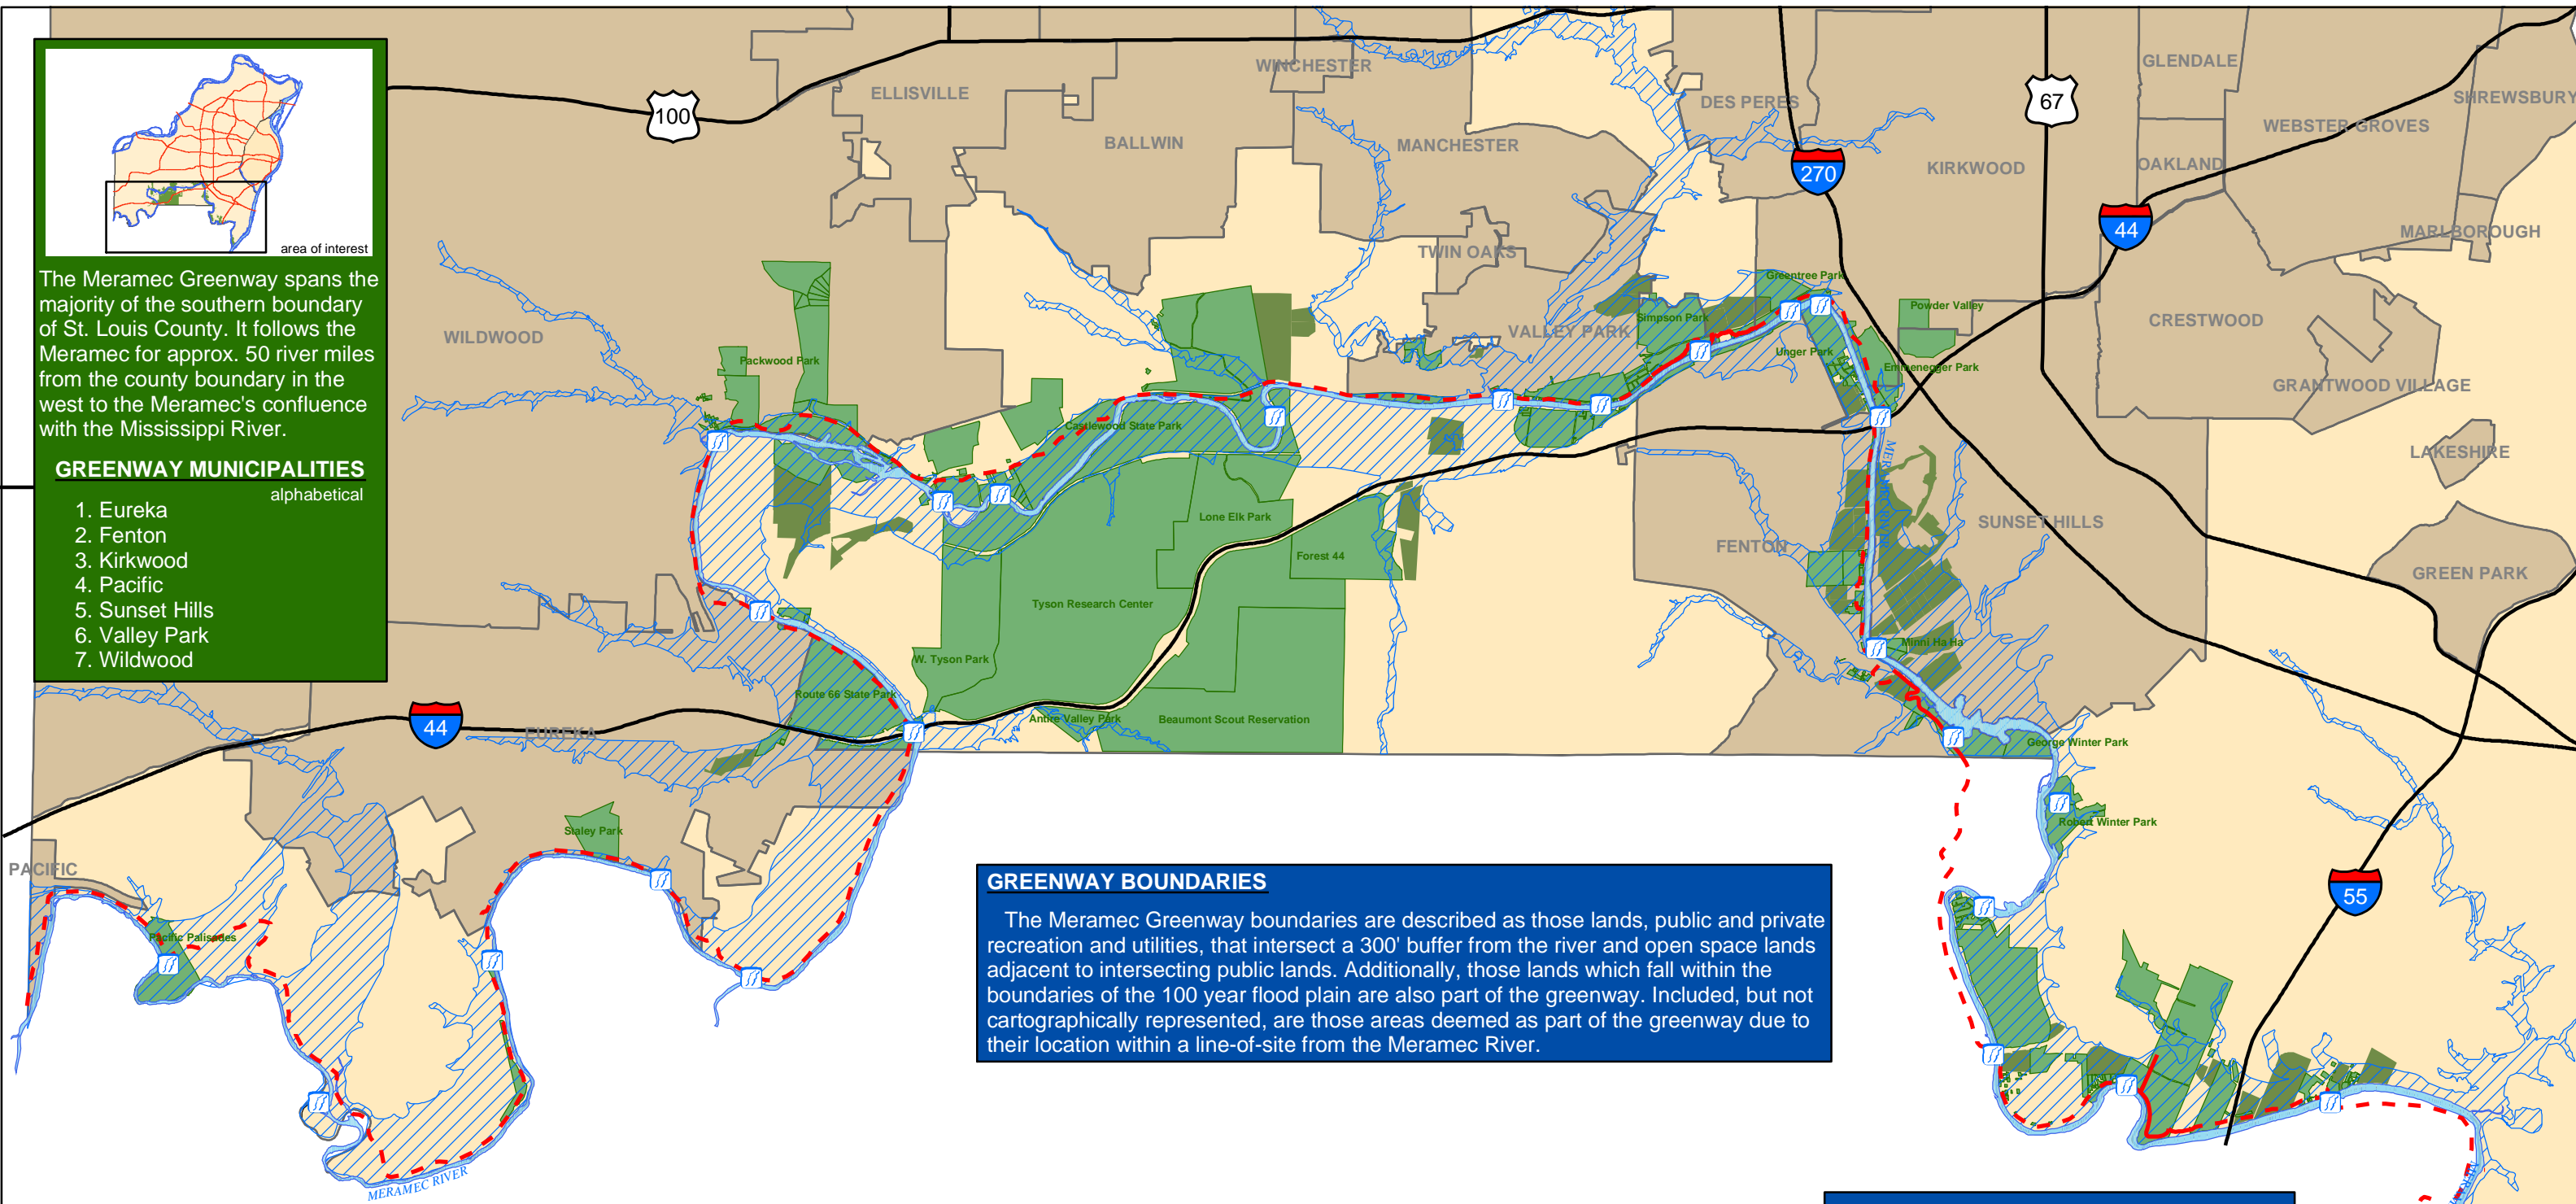 area of interest
The Meramec Greenway spans the
majority of the southern boundary
of St. Louis County. It follows the
Meramec for approx. 50 river miles
from the county boundary in the
west to the Meramec's confluence
with the Mississippi River.
GREENWAY MUNICIPALITIES
alphabetical
1. Eureka
2. Fenton
3. Kirkwood
4. Pacific
5. Sunset Hills
6. Valley Park
7. Wildwood
100
ELLISVILLE
WINCHESTER
BALLWIN
MANCHESTER
DES PERES
67
GLENDALE
SHREWSBURY
WEBSTER GROVES
OAKLAND
KIRKWOOD
270
44
MARLBOROUGH
TWIN OAKS
Greentree Park
Powder Valley
Simpson Park
VALLEY PARK
CRESTWOOD
WILDWOOD
Packwood Park
Unger Park
Emmenegger Park
GRANTWOOD VILLAGE
Castlewood State Park
LAKESHIRE
MERAMEC RIVER
Lone Elk Park
SUNSET HILLS
FENTON
Forest 44
GREEN PARK
Tyson Research Center
Minni Ha Ha
W. Tyson Park
Route 66 State Park
Antire Valley Park
Beaumont Scout Reservation
44
EUREKA
George Winter Park
Robert Winter Park
Staley Park
PACIFIC
Pacific Palisades
55
GREENWAY BOUNDARIES
The Meramec Greenway boundaries are described as those lands, public and private
recreation and utilities, that intersect a 300' buffer from the river and open space lands
adjacent to intersecting public lands. Additionally, those lands which fall within the
boundaries of the 100 year flood plain are also part of the greenway. Included, but not
cartographically represented, are those areas deemed as part of the greenway due to
their location within a line-of-site from the Meramec River.
MERAMEC RIVER